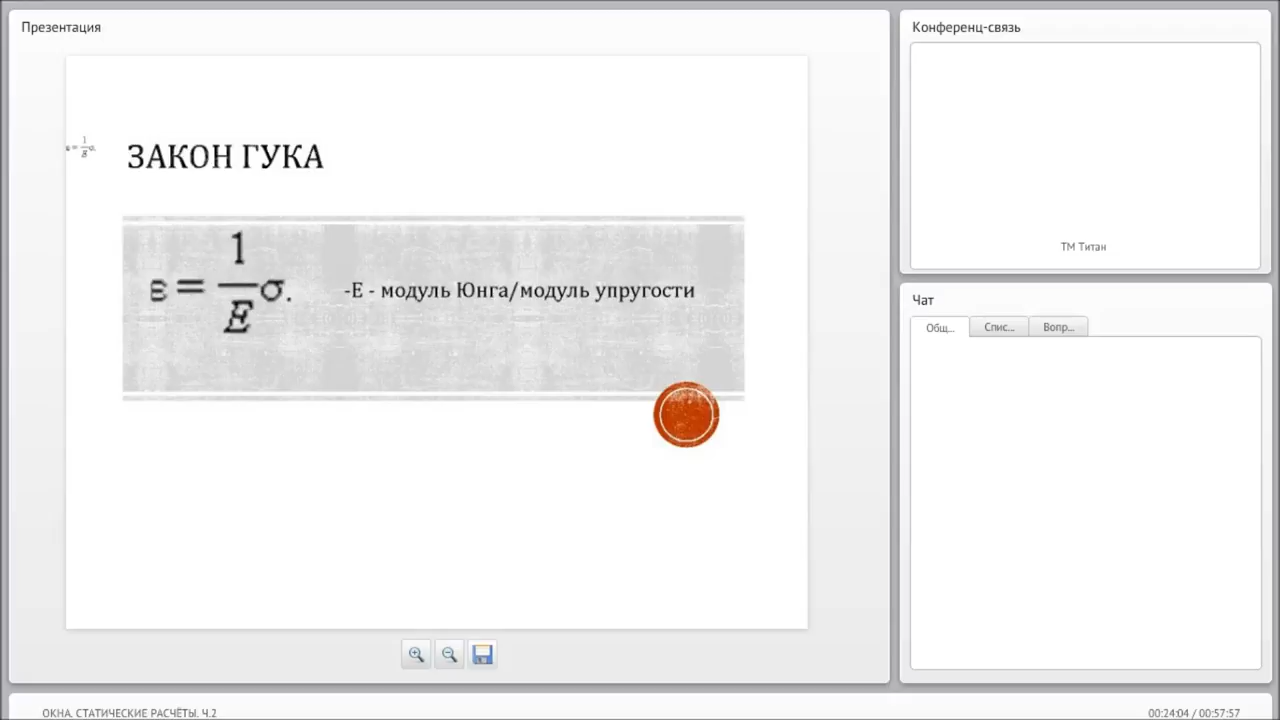 Презентация
ЗАКОН ГУКА
ε = 1/E σ.
-Е - модуль Юнга/модуль упругости
ε = 1/E σ.
Конференц-связь
ТМ Титан
Чат
Общ...
Спис...
Вопр...
ОКНА. СТАТИЧЕСКИЕ РАСЧЁТЫ. Ч.2
00:24:04 / 00:57:57